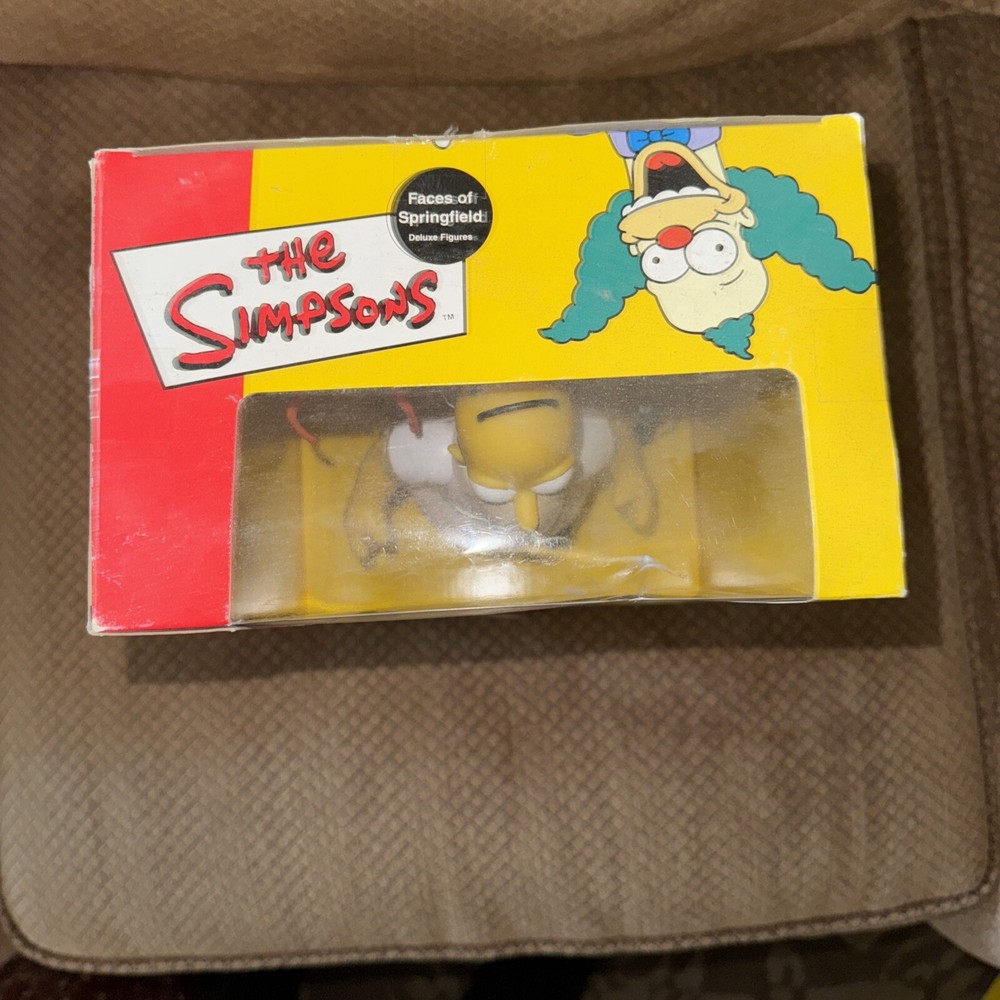 Faces of
Springfield
Deluxe Figures
THE
SIMPSONS
TM